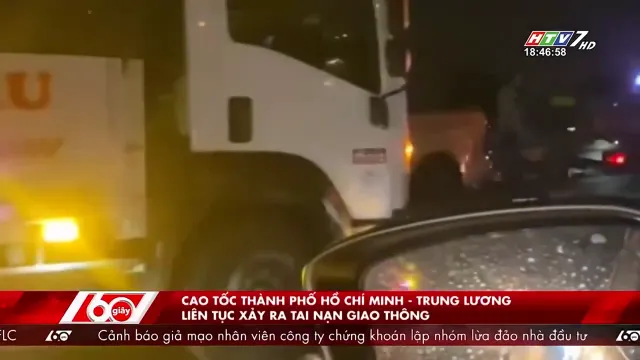 HTV7 HD
18:46:58
.U
60 giây
CAO TỐC THÀNH PHỐ HỒ CHÍ MINH - TRUNG LƯƠNG
LIÊN TỤC XẢY RA TAI NẠN GIAO THÔNG
FLC
60
Cảnh báo giả mạo nhân viên công ty chứng khoán lập nhóm lừa đảo nhà đầu tư